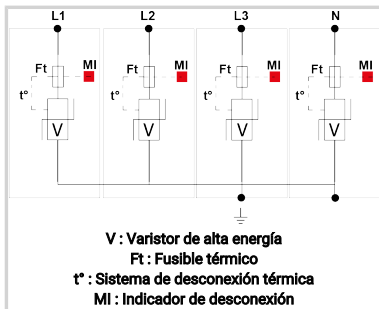 L1 L2 L3 N
Ft MI Ft MI Ft MI Ft MI
t° t° t° t°
V V V V
V : Varistor de alta energía
Ft : Fusible térmico
t° : Sistema de desconexión térmica
MI : Indicador de desconexión